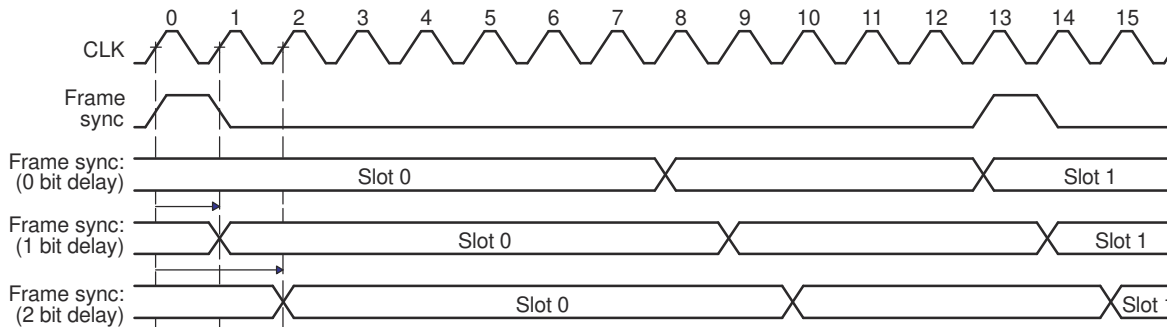 0 1 2 3 4 5 6 7 8 9 10 11 12 13 14 15
CLK
Frame
sync
Frame sync:
(0 bit delay)
Slot 0
Slot 1
Frame sync:
(1 bit delay)
Slot 0
Slot 1
Frame sync:
(2 bit delay)
Slot 0
Slot 1